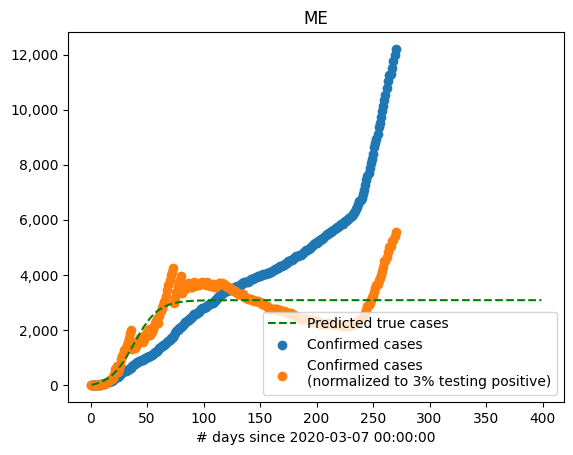 ME
12,000
10,000
8,000
6,000
4,000
2,000
0
Predicted true cases
Confirmed cases
Confirmed cases
(normalized to 3% testing positive)
0 50 100 150 200 250 300 350 400
# days since 2020-03-07 00:00:00